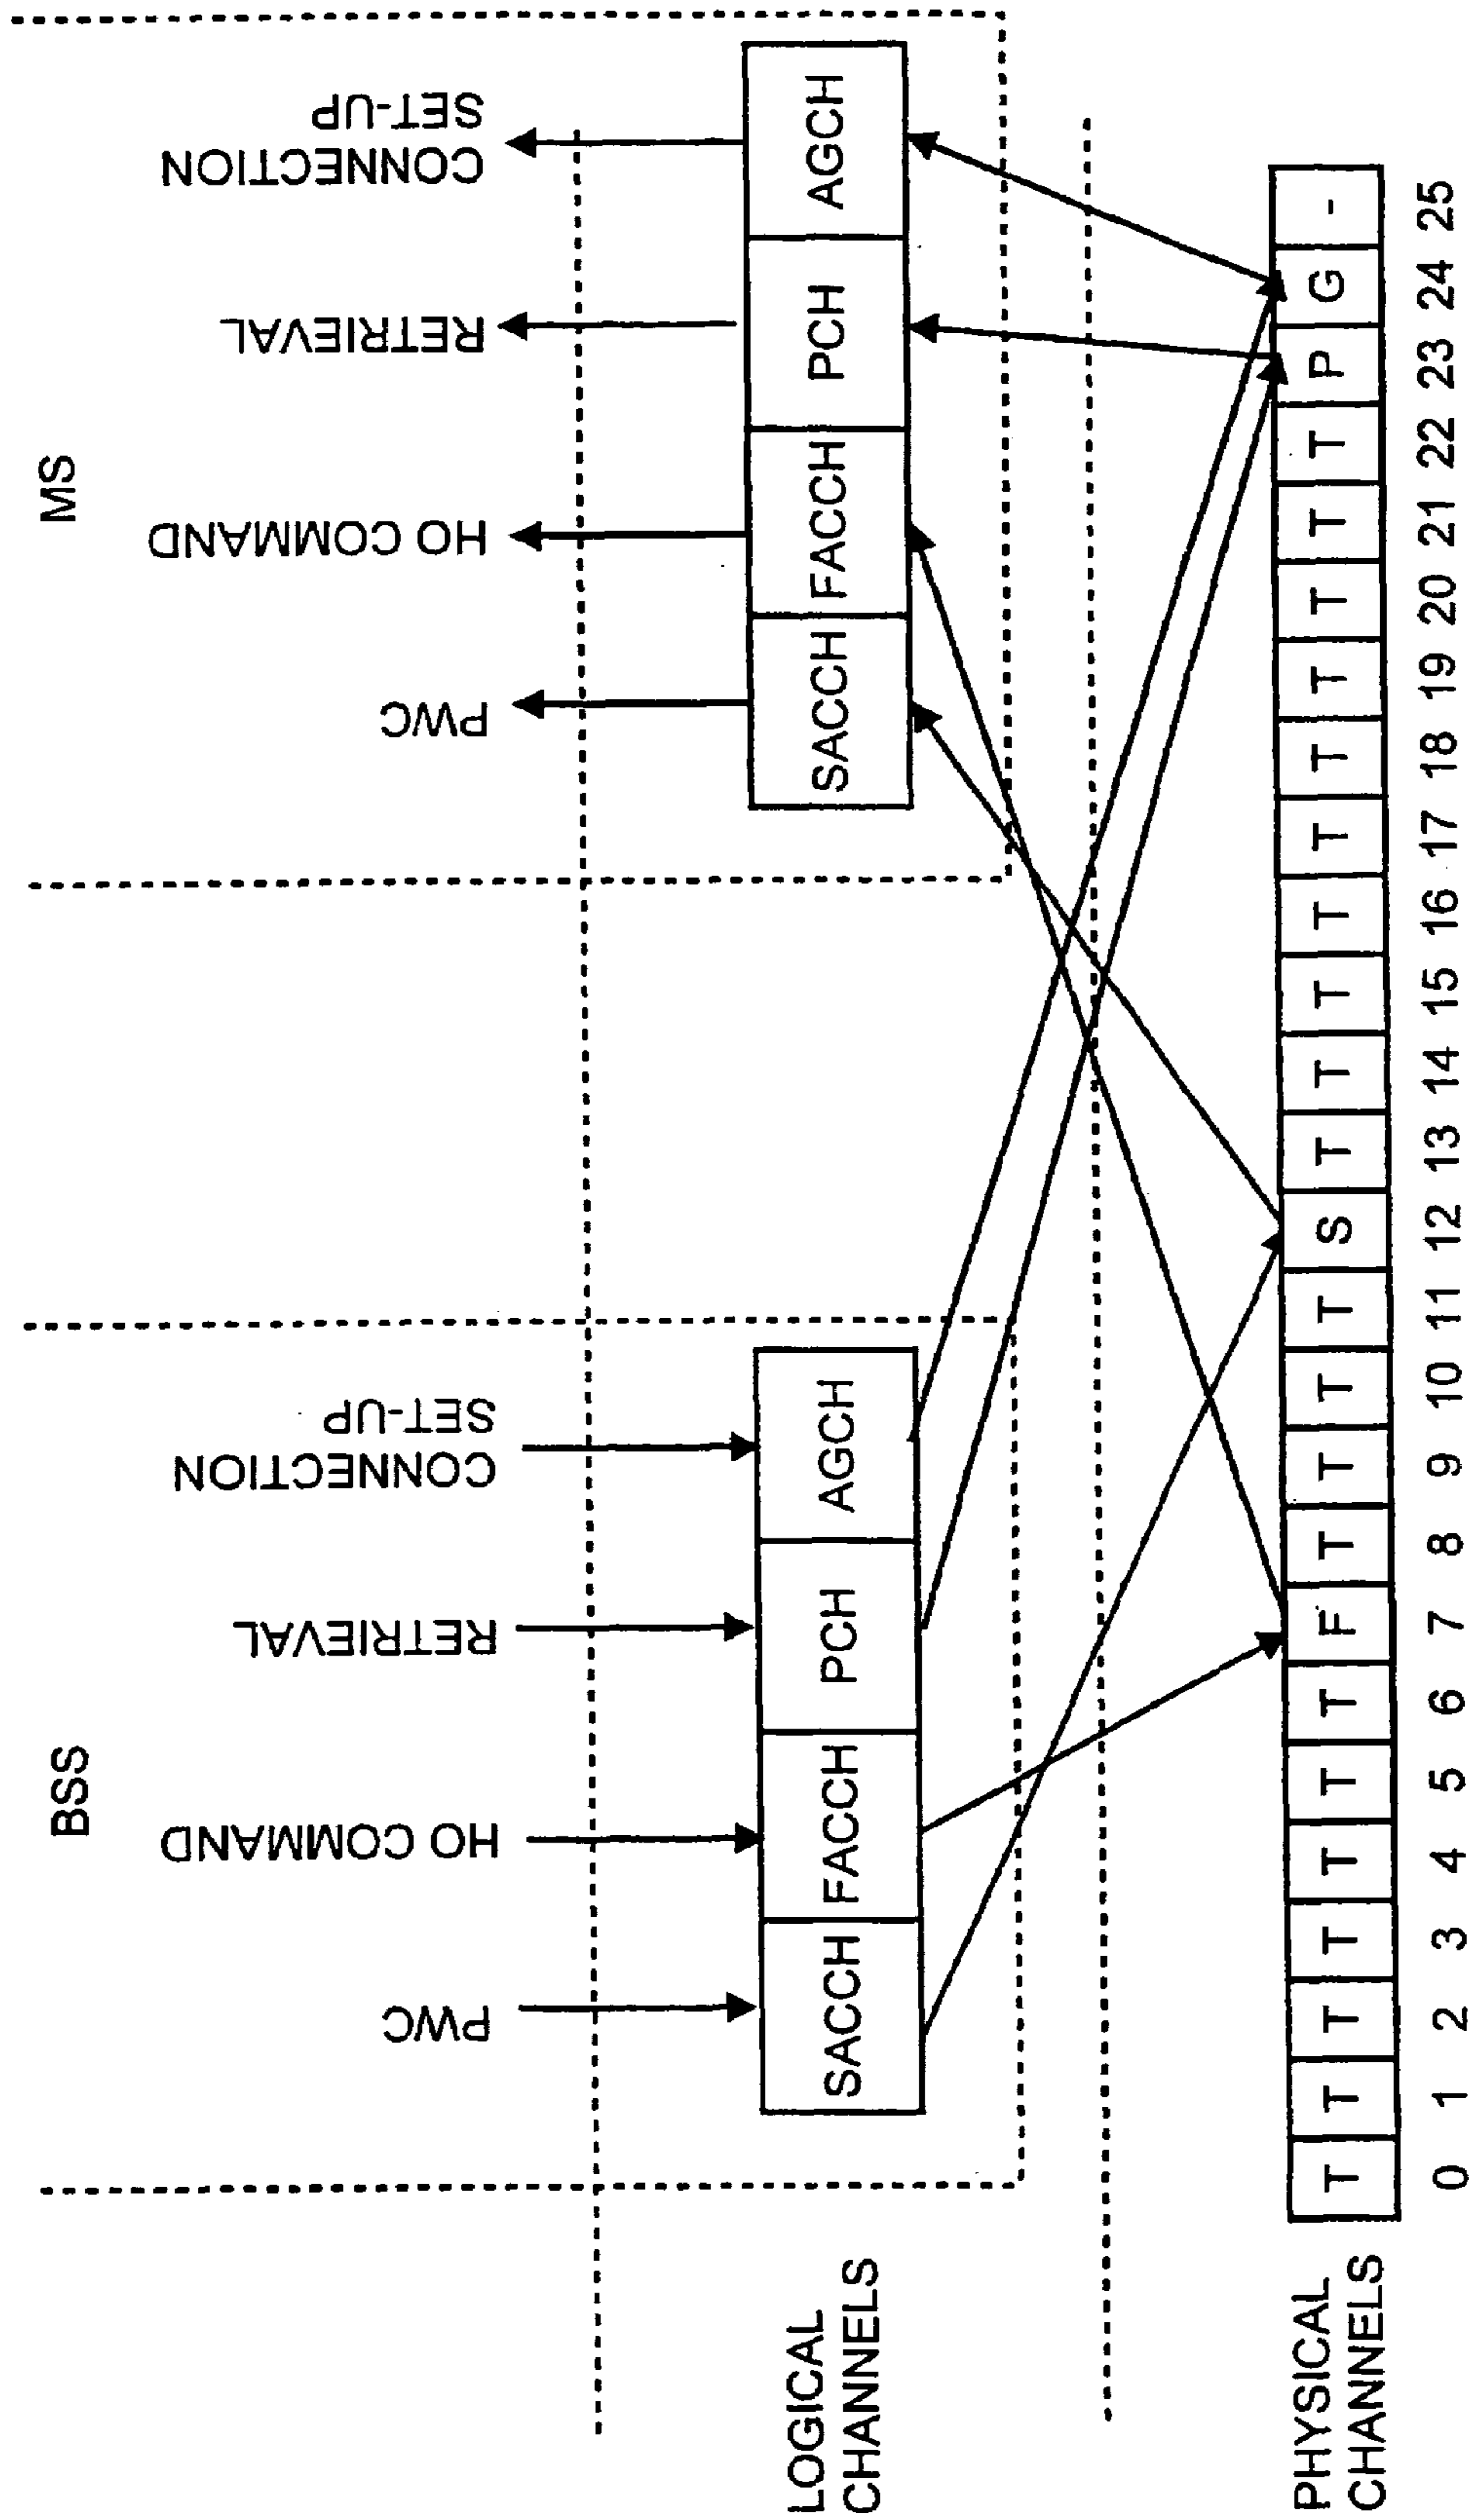 BSS
MS
PWC
HO COMMAND
RETRIEVAL
CONNECTION
SET-UP
PWC
HO COMMAND
RETRIEVAL
CONNECTION
SET-UP
LOGICAL
CHANNELS
SACCH FACCH PCH AGCH
SACCH FACCH PCH AGCH
PHYSICAL
CHANNELS
T T T T T T T F T T T T S T T T T T T T T T T P G -
0 1 2 3 4 5 6 7 8 9 10 11 12 13 14 15 16 17 18 19 20 21 22 23 24 25